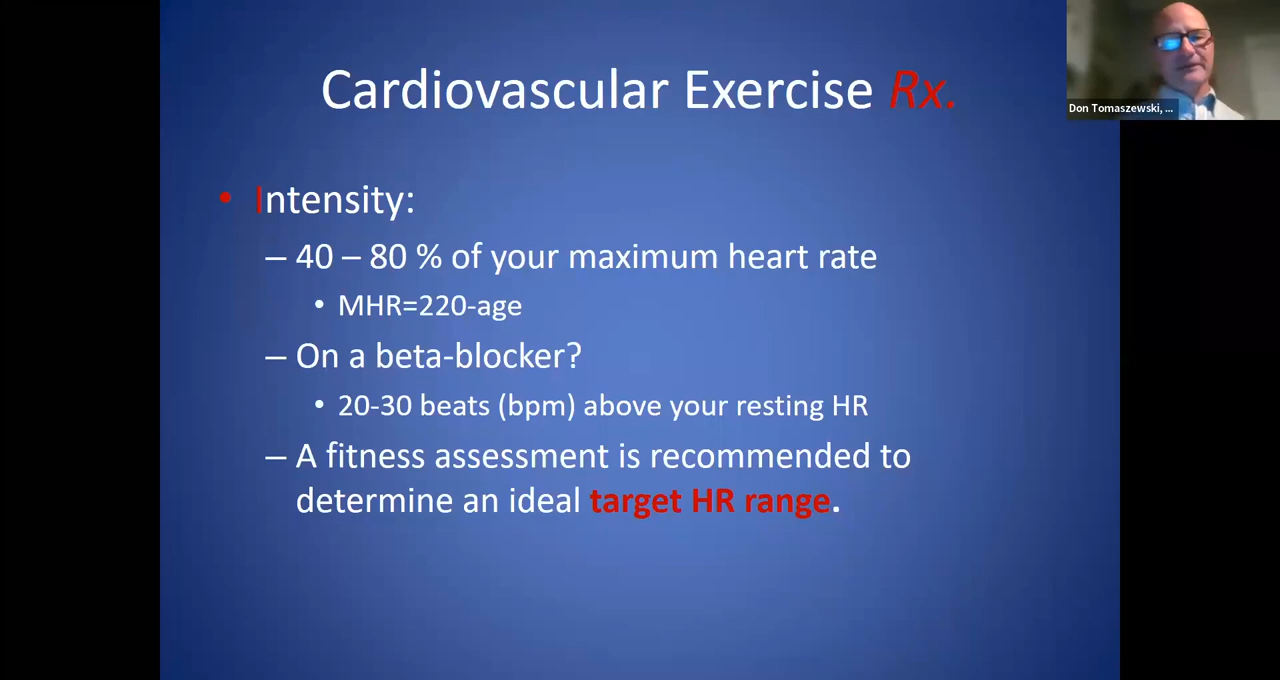 Cardiovascular Exercise Rx.
• Intensity:
– 40 – 80 % of your maximum heart rate
• MHR=220-age
– On a beta-blocker?
• 20-30 beats (bpm) above your resting HR
– A fitness assessment is recommended to
determine an ideal target HR range.
Don Tomaszewski, ...